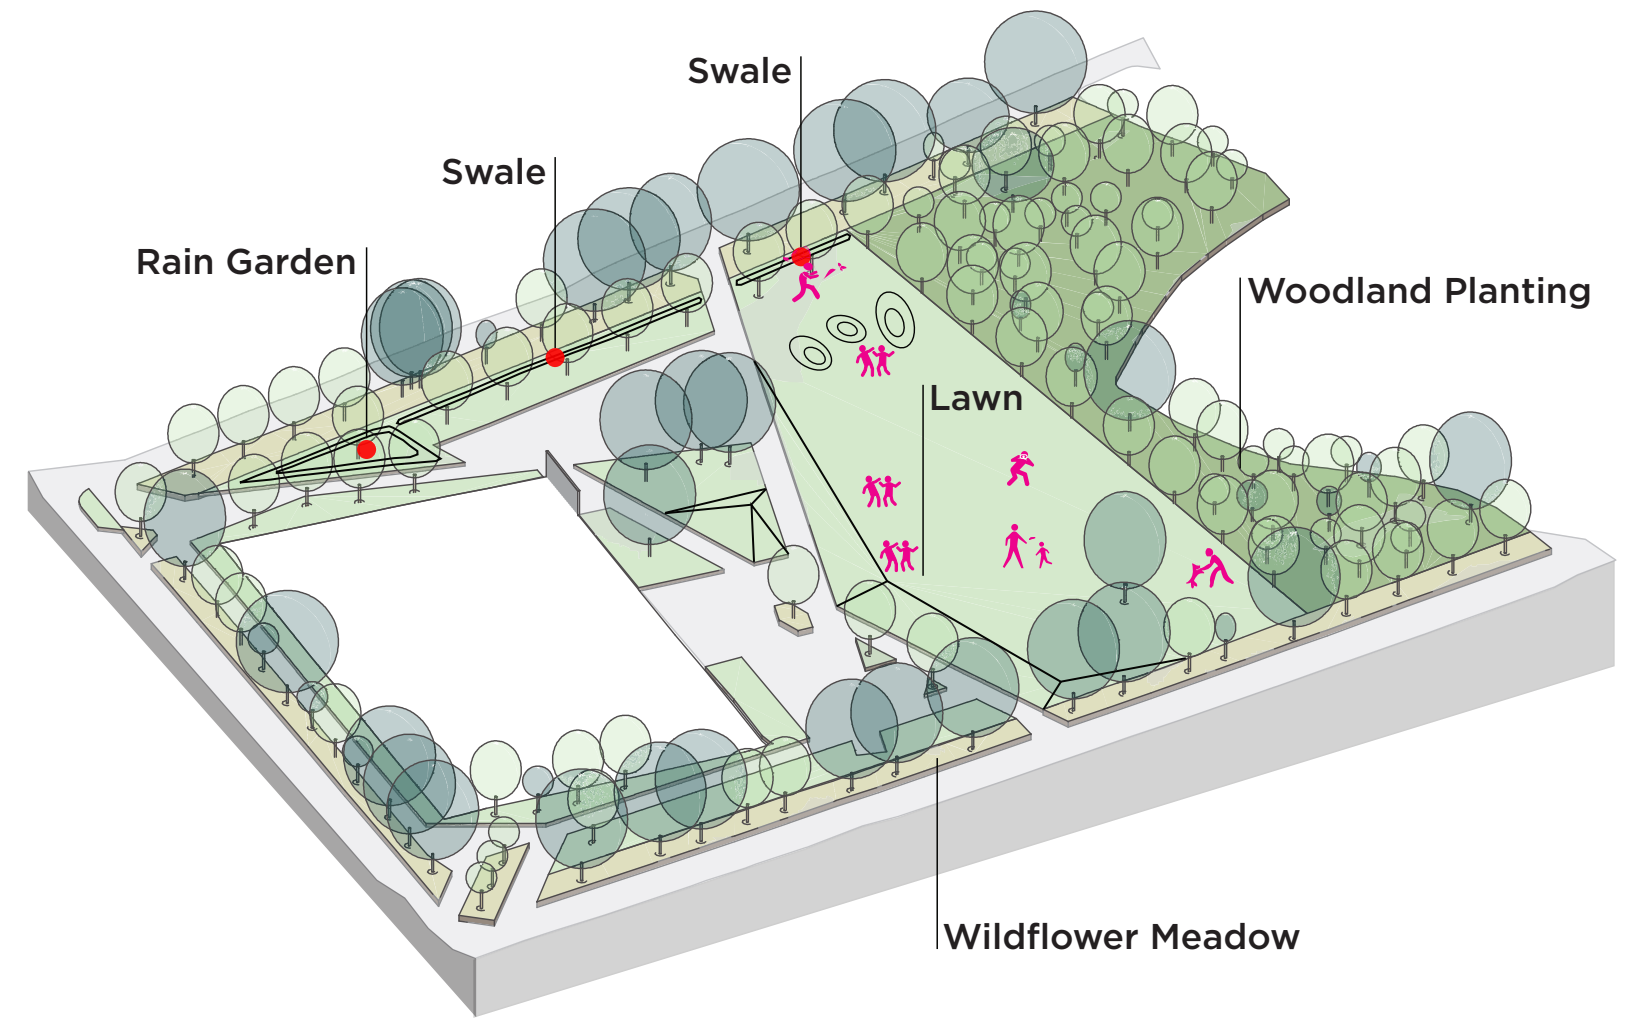 Swale
Swale
Rain Garden
Woodland Planting
Lawn
Wildflower Meadow